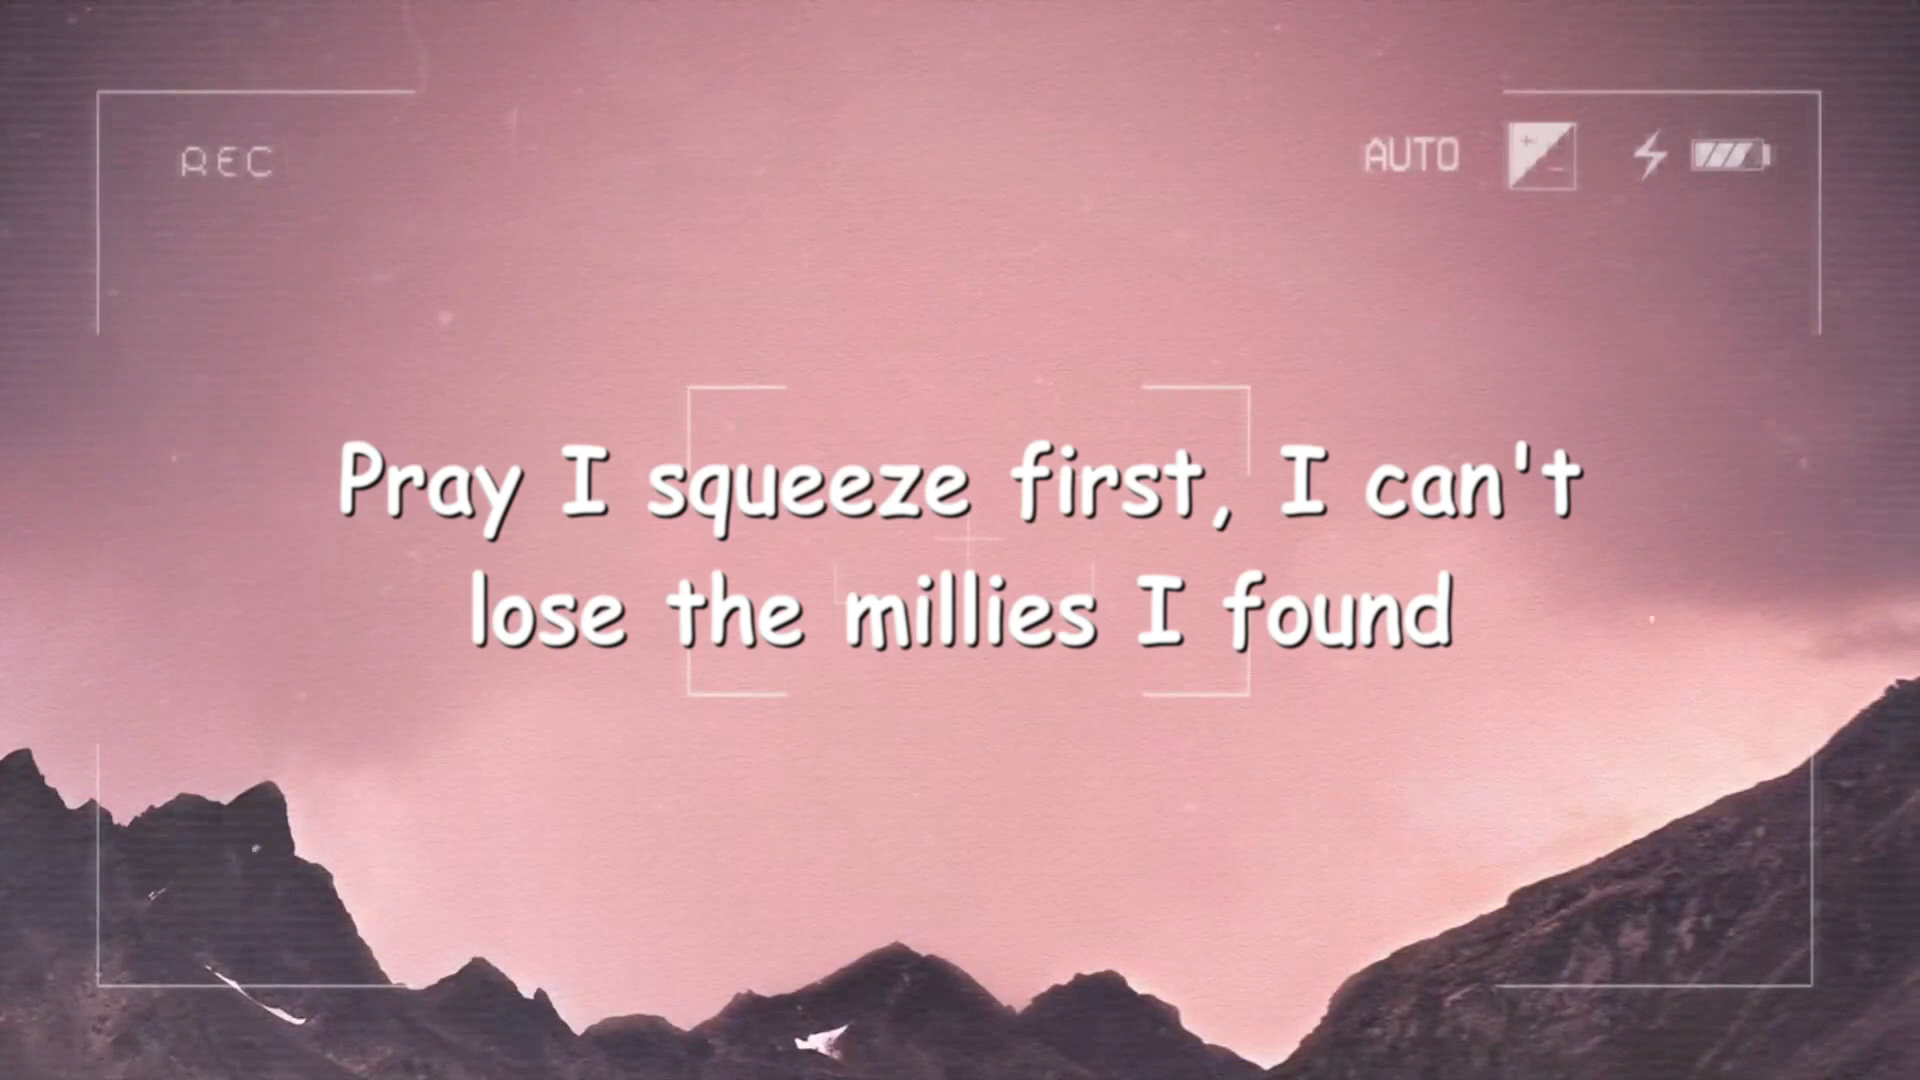 REC
AUTO
Pray I squeeze first, I can't
lose the millies I found